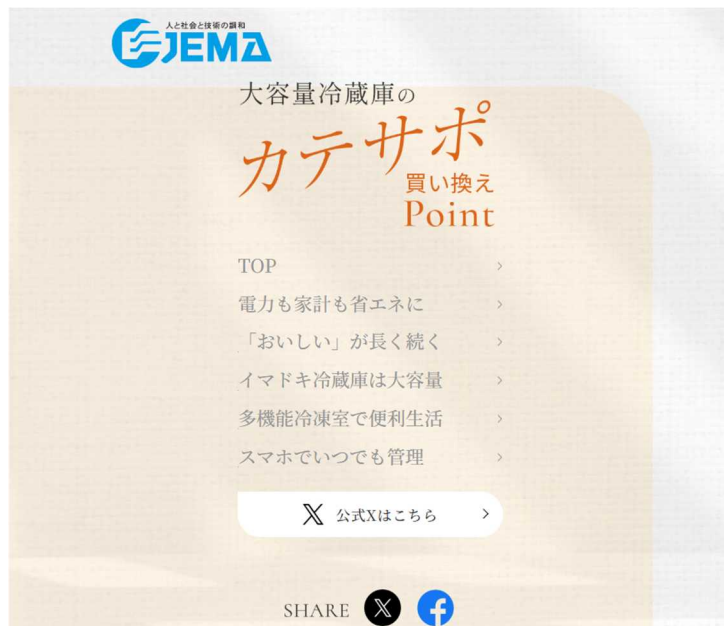 人と社会と技術の調和
JEMA
大容量冷蔵庫の
カテサポ
買い換え
Point
TOP
電力も家計も省エネに
「おいしい」が長く続く
イマドキ冷蔵庫は大容量
多機能冷凍室で便利生活
スマホでいつでも管理
公式Xはこちら
SHARE